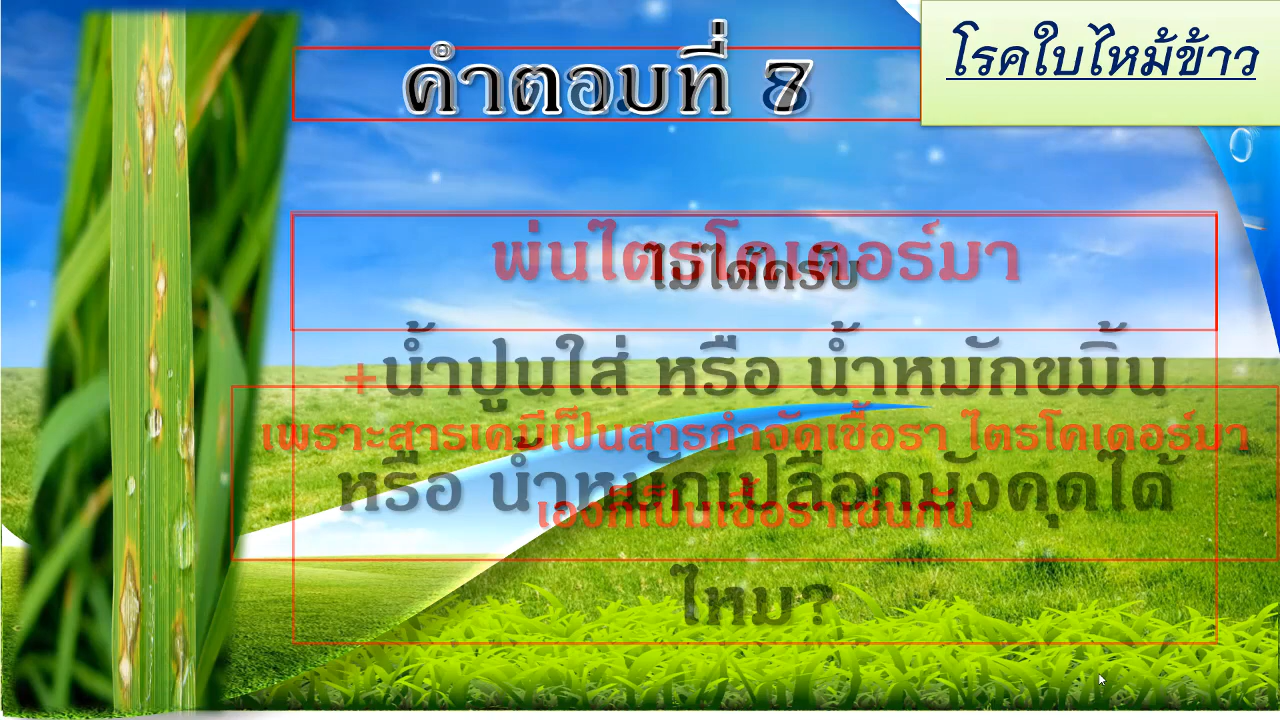 โรคใบไหม้ข้าว
คำตอบที่
พ่นไตรโคเดอร์มา
ไม่ได้ครับ
+น้ำปูนใส่ หรือ น้ำหมักขมิ้น
เพราะสารเคมีเป็นสารกำจัดเชื้อรา ไตรโคเดอร์มา
หรือ น้ำหมักเปลือกมังคุดได้
เองก็เป็นเชื้อราเช่นกัน
ไหม?